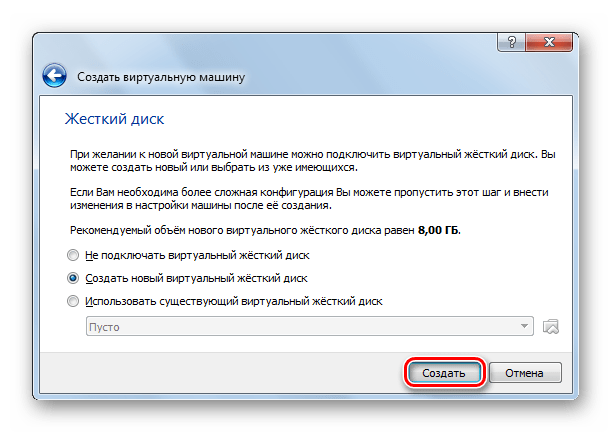 ?
Создать виртуальную машину
Жесткий диск
При желании к новой виртуальной машине можно подключить виртуальный жёсткий диск. Вы
можете создать новый или выбрать из уже имеющихся.
Если Вам необходима более сложная конфигурация Вы можете пропустить этот шаг и внести
изменения в настройки машины после её создания.
Рекомендуемый объём нового виртуального жёсткого диска равен 8,00 ГБ.
Не подключать виртуальный жёсткий диск
Создать новый виртуальный жёсткий диск
Использовать существующий виртуальный жёсткий диск
Пусто
Создать
Отмена